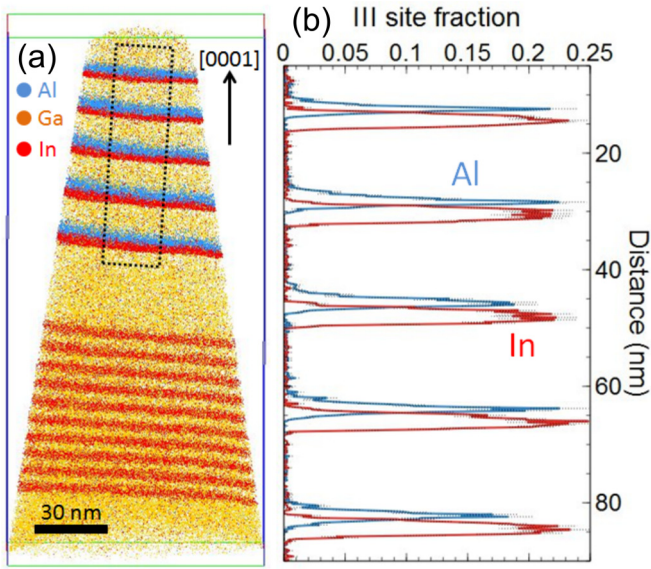 (a)
[0001]
Al
Ga
In
30 nm
(b)
III site fraction
0 0.05 0.1 0.15 0.2 0.25
20
40
60
80
Distance (nm)
Al
In